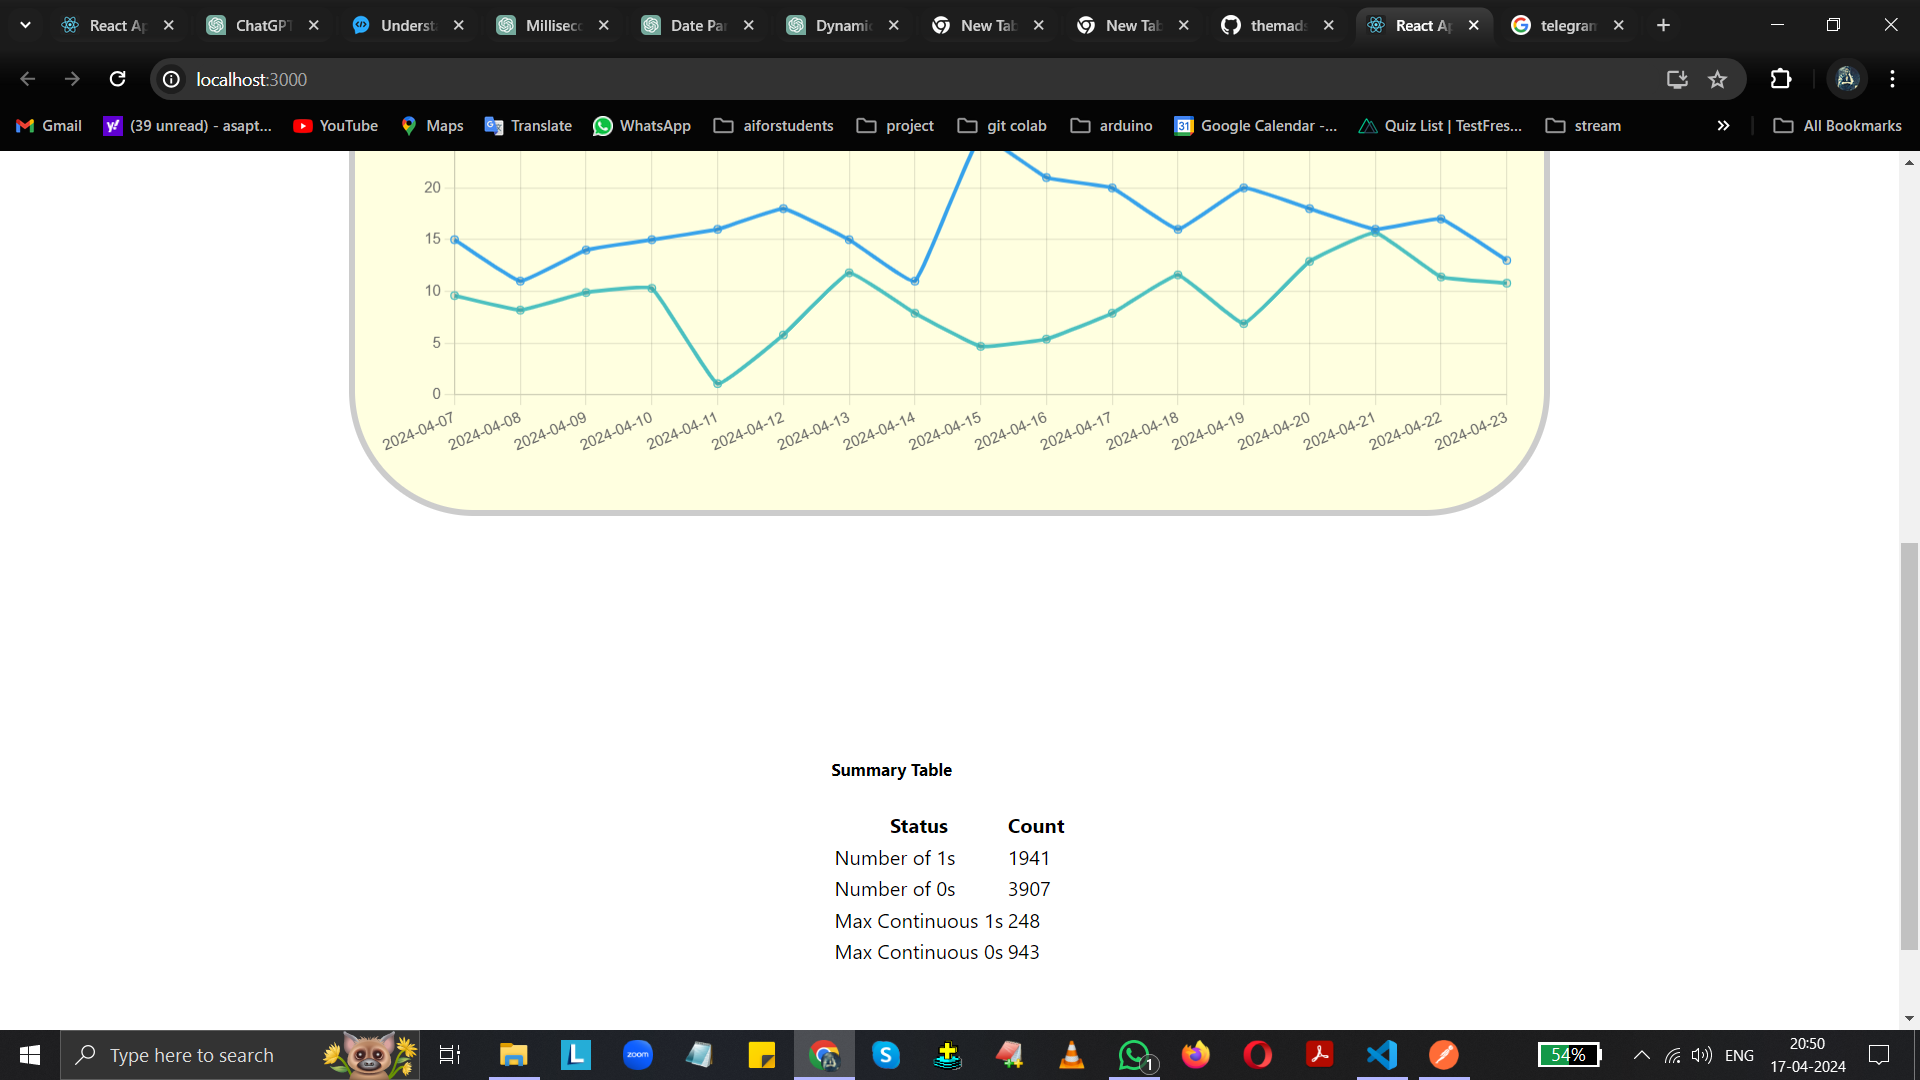 React Ap
ChatGPT
Underst
Millisec
Date Par
Dynami
New Tab
New Tab
themads
React Ap
telegram
localhost:3000
Gmail
(39 unread) - asapt...
YouTube
Maps
Translate
WhatsApp
aiforstudents
project
git colab
arduino
31
Google Calendar -...
Quiz List | TestFres...
stream
»
All Bookmarks
20
15
10
5
0
2024-04-07
2024-04-08
2024-04-09
2024-04-10
2024-04-11
2024-04-12
2024-04-13
2024-04-14
2024-04-15
2024-04-16
2024-04-17
2024-04-18
2024-04-19
2024-04-20
2024-04-21
2024-04-22
2024-04-23
Summary Table
Status Count
Number of 1s 1941
Number of 0s 3907
Max Continuous 1s 248
Max Continuous 0s 943
Type here to search
L
zoom
S
1
54%
ENG
20:50
17-04-2024